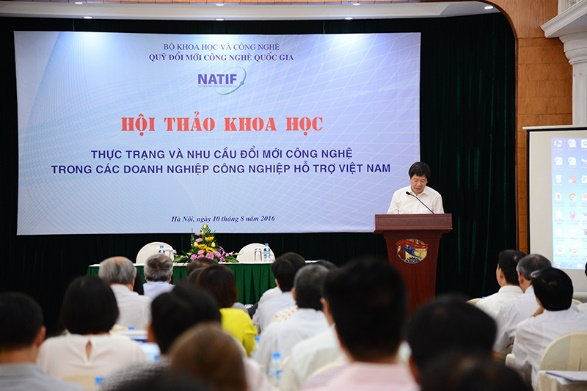 BỘ KHOA HỌC VÀ CÔNG NGHỆ
QUỸ ĐỔI MỚI CÔNG NGHỆ QUỐC GIA
NATIF
HỘI THẢO KHOA HỌC
THỰC TRẠNG VÀ NHU CẦU ĐỔI MỚI CÔNG NGHỆ
TRONG CÁC DOANH NGHIỆP CÔNG NGHIỆP HỖ TRỢ VIỆT NAM
Hà Nội, ngày 10 tháng 8 năm 2016